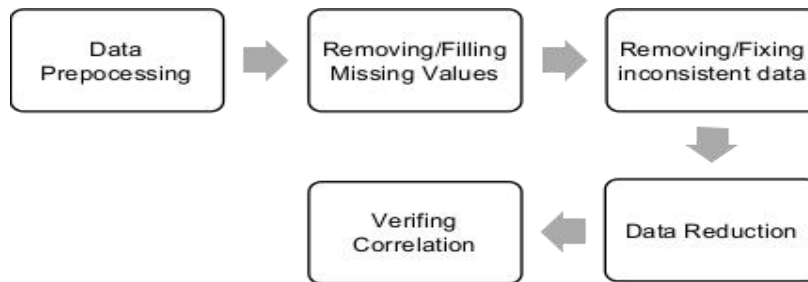 Data
Prepocessing
Removing/Filling
Missing Values
Removing/Fixing
inconsistent data
Data Reduction
Verifing
Correlation